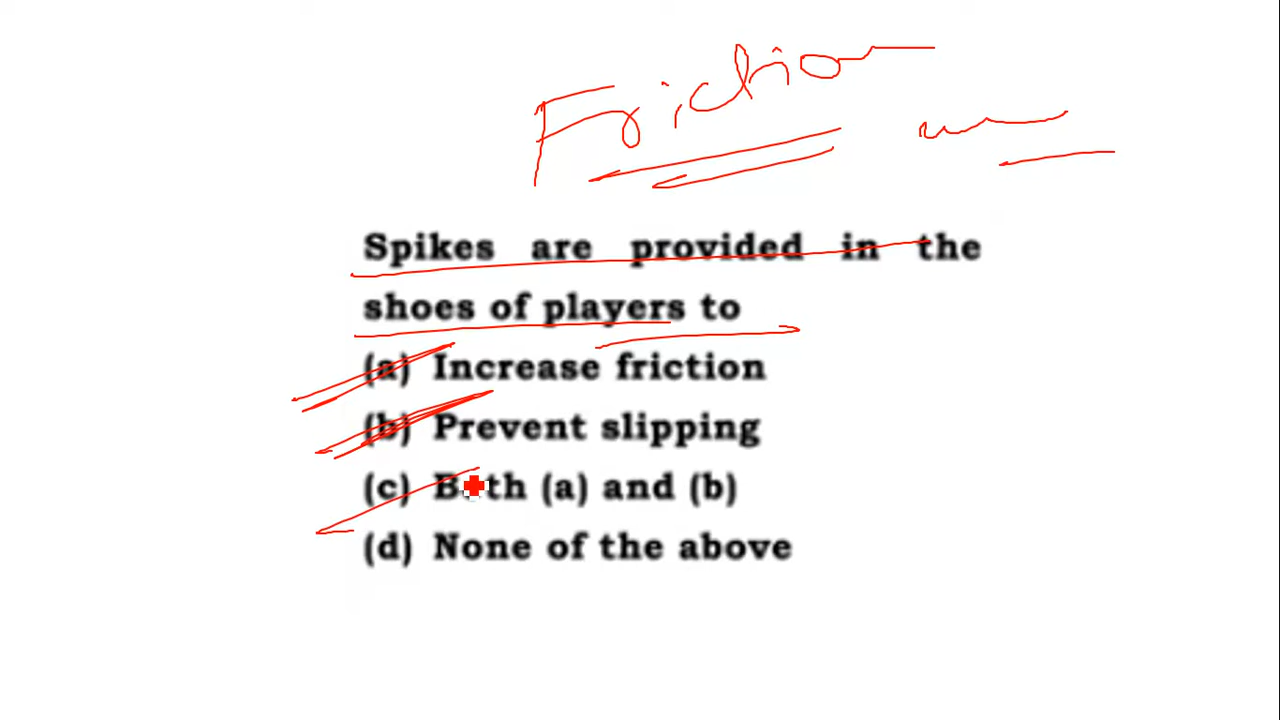 Friction
Spikes are provided in the
shoes of players to
(a) Increase friction
(b) Prevent slipping
(c) Both (a) and (b)
(d) None of the above